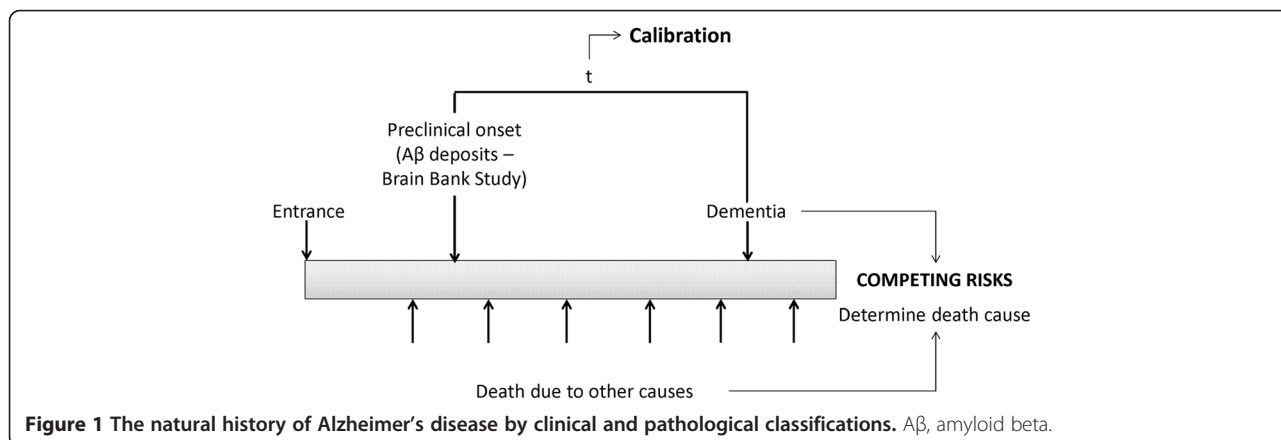 Calibration
t
Preclinical onset
(Aβ deposits –
Brain Bank Study)
Entrance
Dementia
COMPETING RISKS
Determine death cause
Death due to other causes
Figure 1 The natural history of Alzheimer's disease by clinical and pathological classifications. Aβ, amyloid beta.